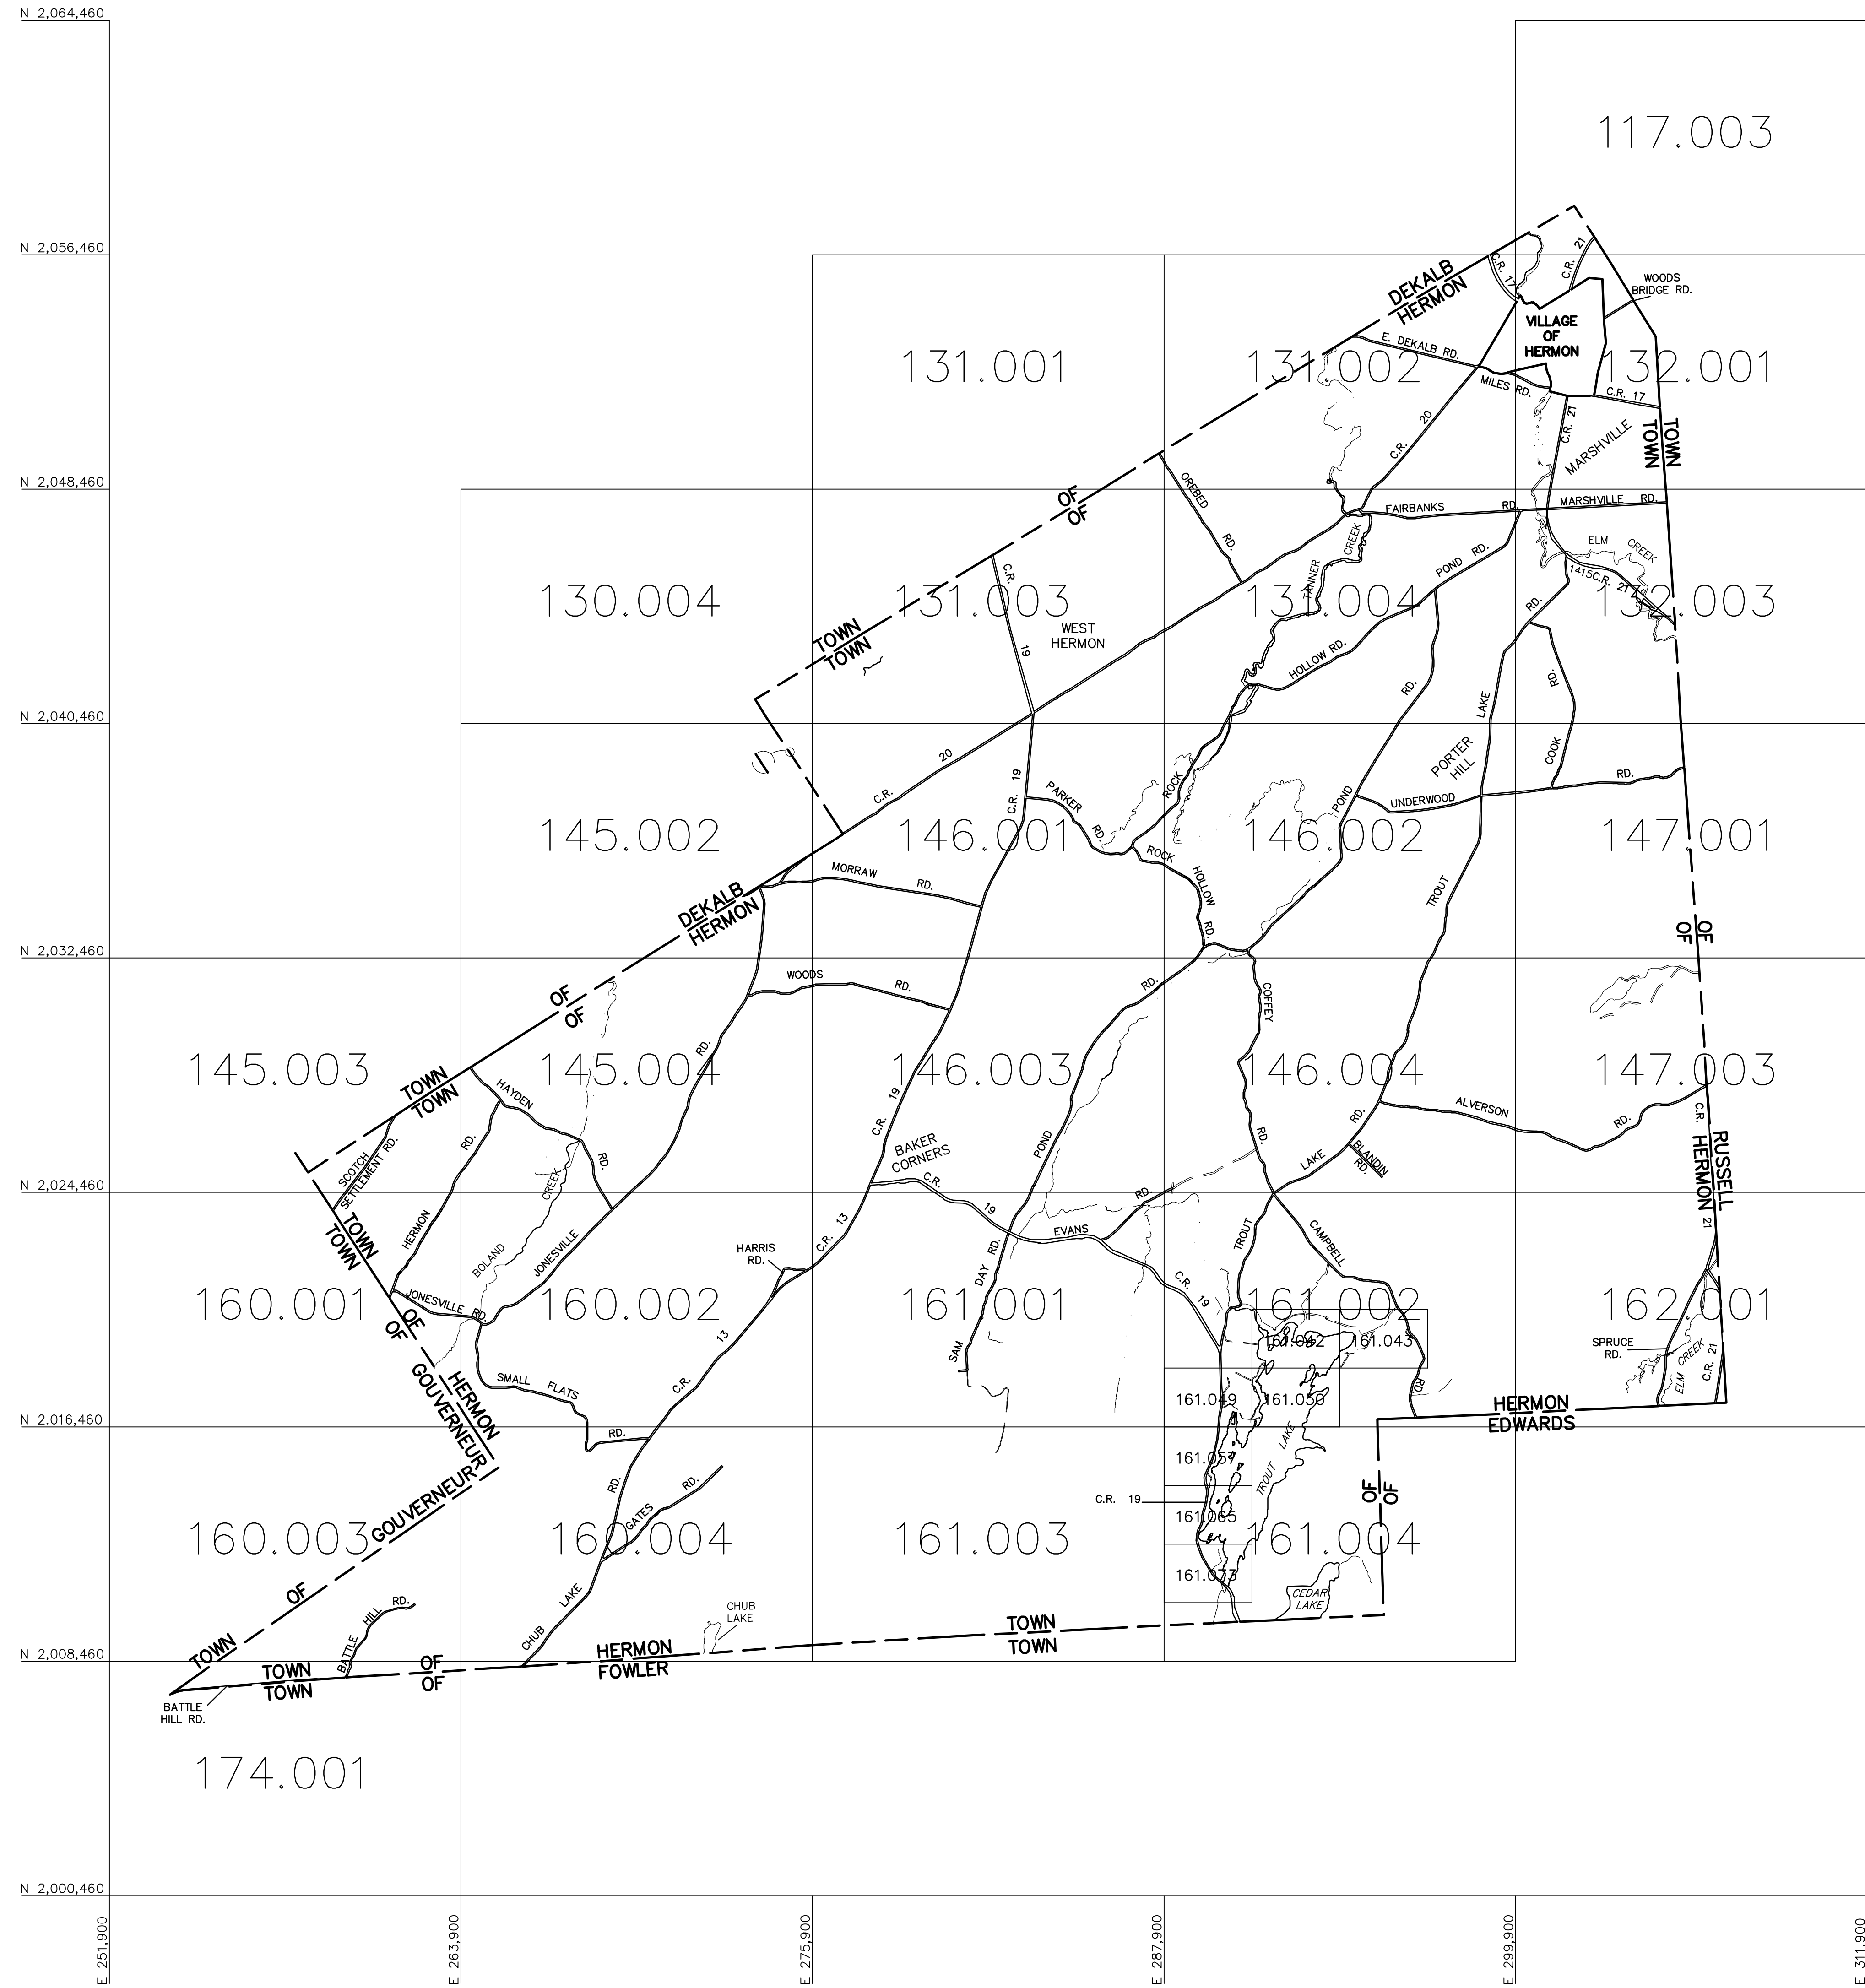 N 2,064,460
117.003
N 2,056,460
C.R. 21
C.R. 17
WOODS
BRIDGE RD.
DEKALB
HERMON
VILLAGE
OF
HERMON
E. DEKALB RD.
131.001
131.002
132.001
MILES RD.
C.R. 17
C.R. 20
C.R. 21
MARSHVILLE
TOWN
TOWN
N 2,048,460
OF
OF
OREBED
RD.
FAIRBANKS
RD.
MARSHVILLE RD.
TANNER
CREEK
POND RD.
ELM
CREEK
1415C.R. 21
C.R.
19
130.004
131.003
131.004
132.003
RD.
WEST
HERMON
TOWN
TOWN
HOLLOW RD.
RD.
LAKE
RD.
COOK
N 2,040,460
PORTER
HILL
C.R. 20
C.R. 19
PARKER
RD.
ROCK
POND
UNDERWOOD
RD.
145.002
146.001
146.002
147.001
ROCK
HOLLOW
RD.
MORRAW
RD.
TROUT
DEKALB
HERMON
OF
OF
N 2,032,460
WOODS
RD.
RD.
COFFEY
OF
OF
RD.
145.003
145.004
146.003
146.004
147.003
TOWN
TOWN
HAYDEN
RD.
C.R. 19
C.R.
ALVERSON
RD.
SCOTCH
SETTLEMENT RD.
RD.
BAKER
CORNERS
POND
RD.
RD.
LAKE
BLANDIN
RD.
RUSSELL
HERMON
21
N 2,024,460
TOWN
TOWN
HERMON
BOLAND
CREEK
JONESVILLE
C.R.
19
RD.
EVANS
TROUT
CAMPBELL
HARRIS
RD.
C.R. 13
DAY RD.
C.R.
19
160.001
160.002
161.001
161.002
162.001
JONESVILLE RD.
OF
OF
13
SAM
161.042
161.043
SPRUCE
RD.
ELM
CREEK
C.R. 21
HERMON
GOUVERNEUR
SMALL FLATS
RD.
C.R.
161.049
161.050
RD.
HERMON
EDWARDS
N 2.016,460
TROUT
LAKE
161.057
GOUVERNEUR
RD.
GATES
RD.
C.R. 19
161.065
OF
OF
160.003
160.004
161.003
161.004
161.073
OF
BATTLE
HILL
RD.
CHUB
LAKE
CHUB
LAKE
CEDAR
LAKE
TOWN
TOWN
TOWN
HERMON
FOWLER
N 2,008,460
TOWN
TOWN
OF
OF
BATTLE
HILL RD.
174.001
N 2,000,460
E 251,900
E 263,900
E 275,900
E 287,900
E 299,900
E 311,900